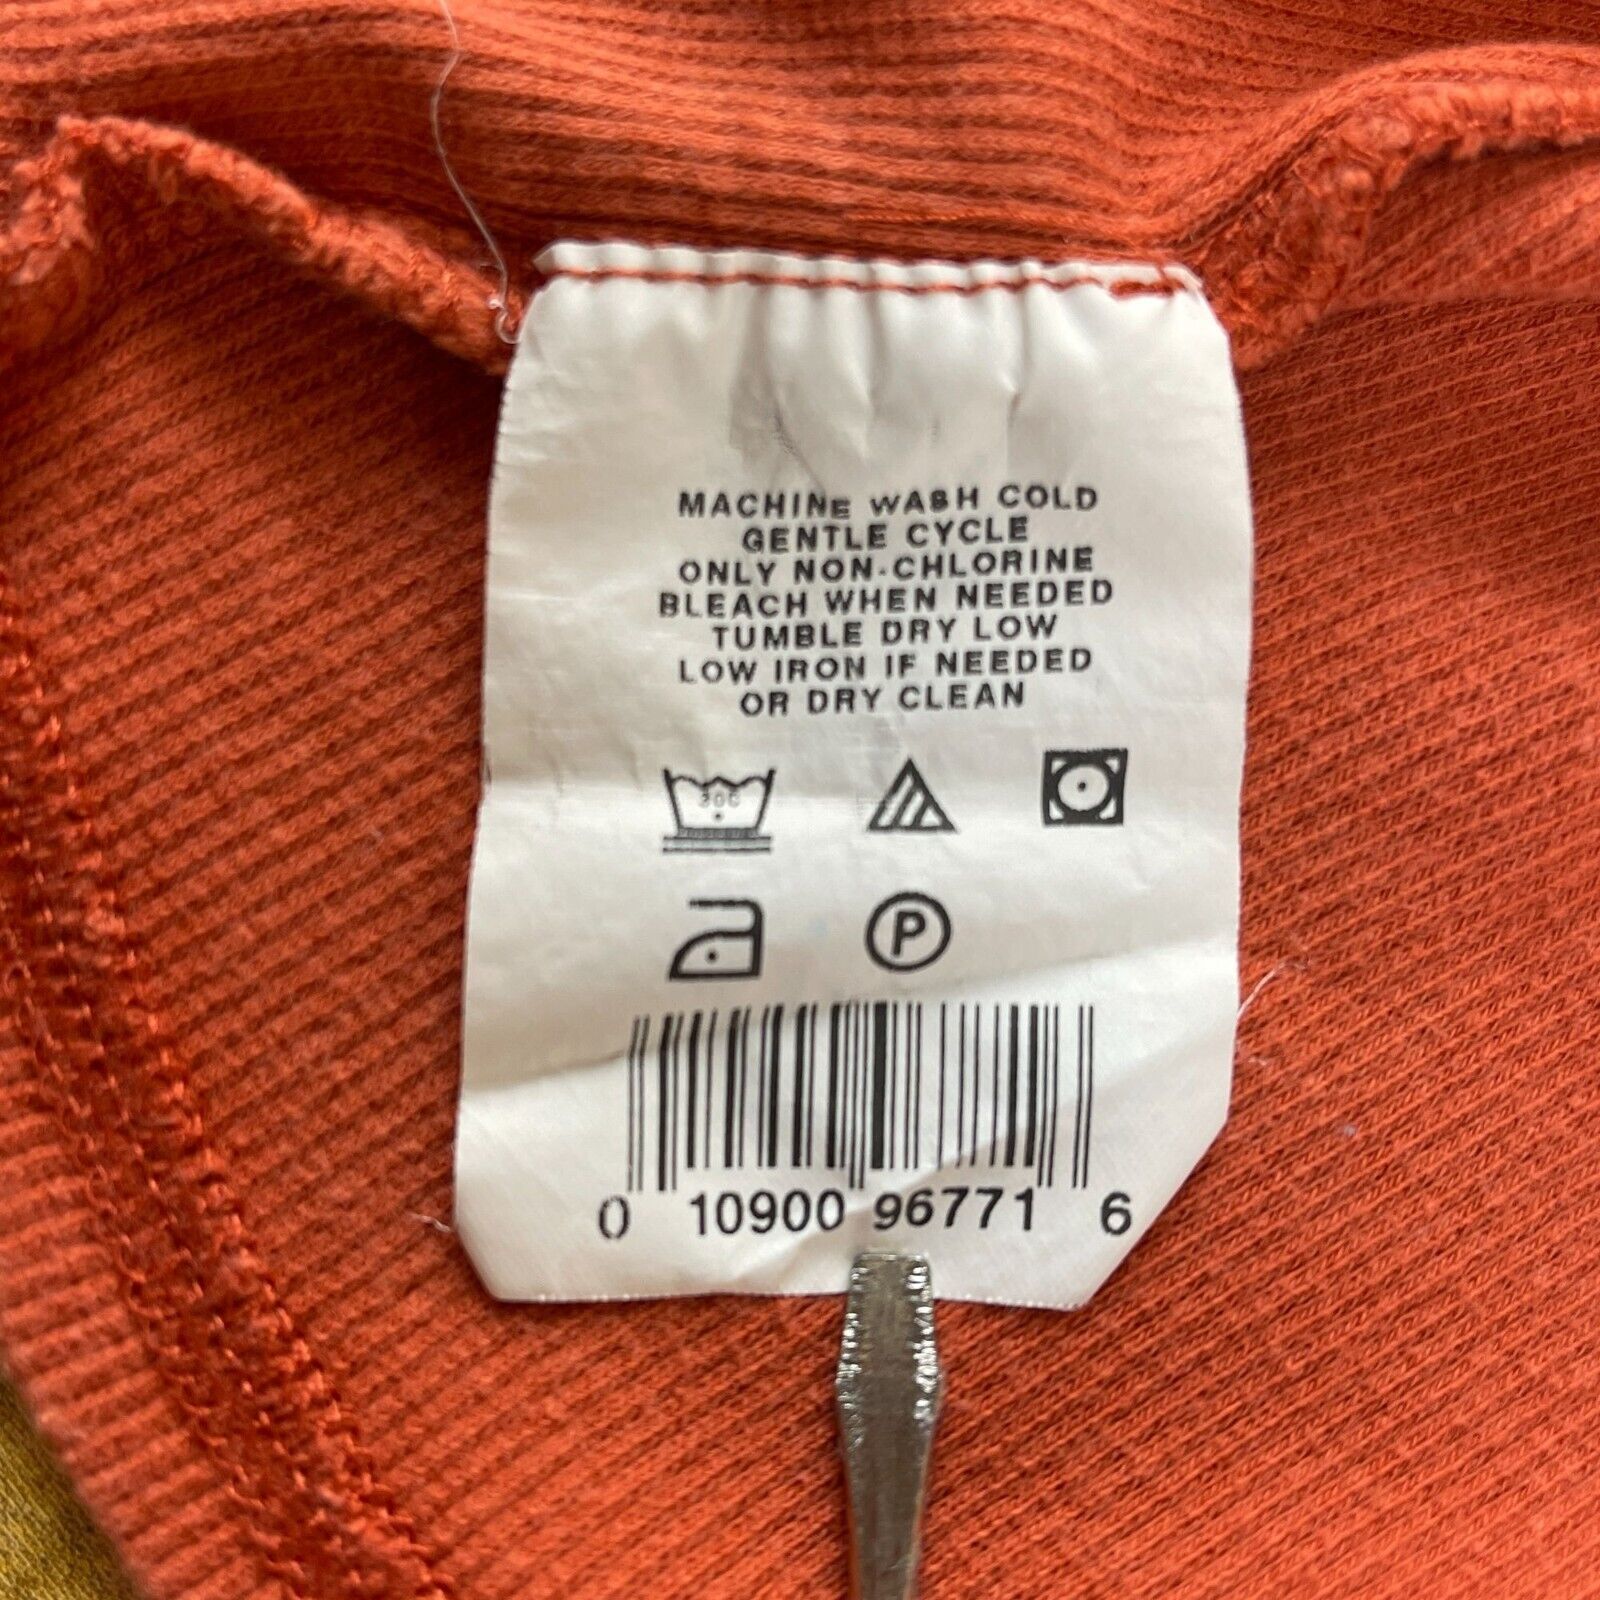 MACHINE WASH COLD
GENTLE CYCLE
ONLY NON-CHLORINE
BLEACH WHEN NEEDED
TUMBLE DRY LOW
LOW IRON IF NEEDED
OR DRY CLEAN
30C
P
0 10900 96771 6